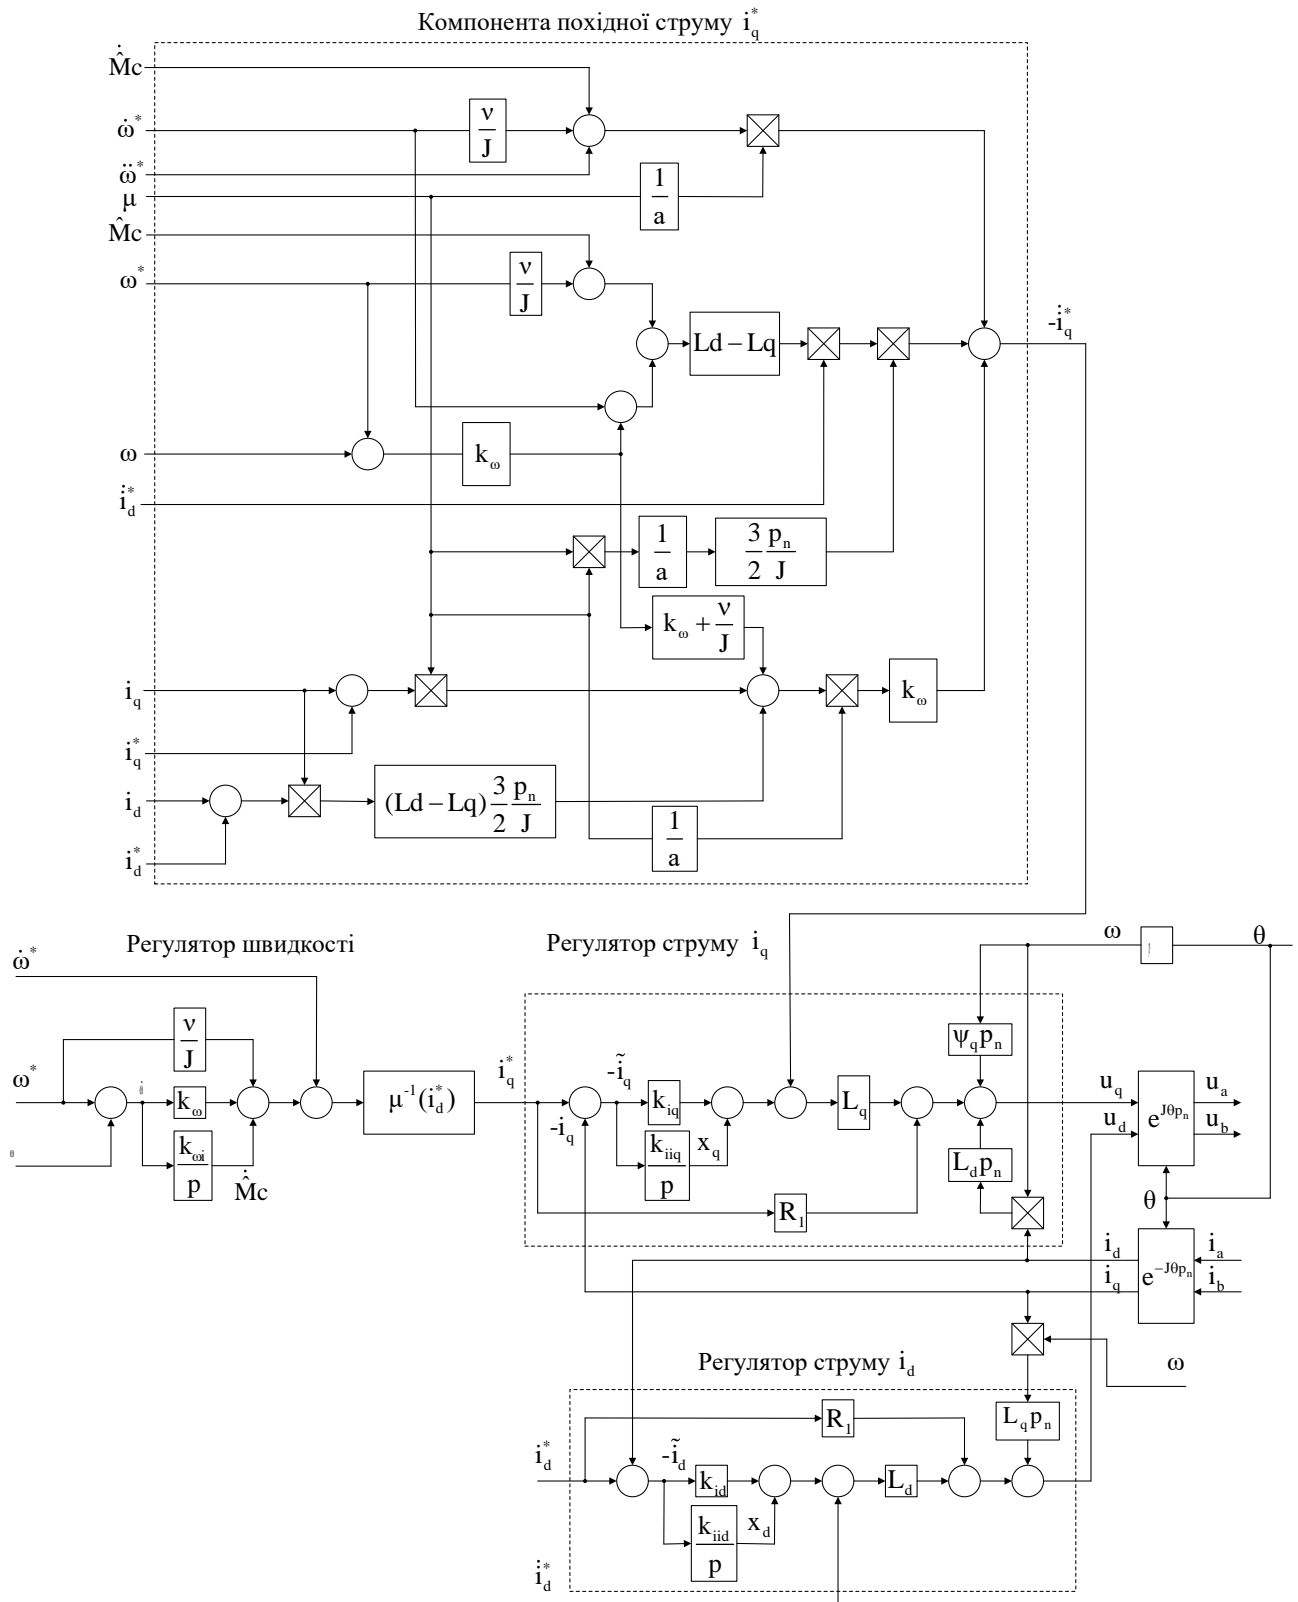 Компонента похідної струму i̇*q
Ṁ̂c
ω̇*
ν/J
ω̈*
μ
1/a
M̂c
ω*
ν/J
Ld−Lq
-i̇*q
ω
kω
i*d
1/a
3/2 pn/J
kω + ν/J
iq
kω
i*q
id
(Ld−Lq) 3/2 pn/J
1/a
i*d
Регулятор швидкості
Регулятор струму iq
ω
θ
ω̇*
ν/J
ψq pn
ω*
i*q
-ĩq
uq
ua
kω
μ⁻¹(i*d)
kiq
Lq
e^Jθpn
-iq
ud
ub
kωi/p
kiiq/p
xq
Ld pn
Ṁ̂c
R1
θ
id
ia
iq
e^−Jθpn
ib
Регулятор струму id
ω
R1
Lq pn
i*d
-ĩd
kid
Ld
kiid/p
xd
i̇*d